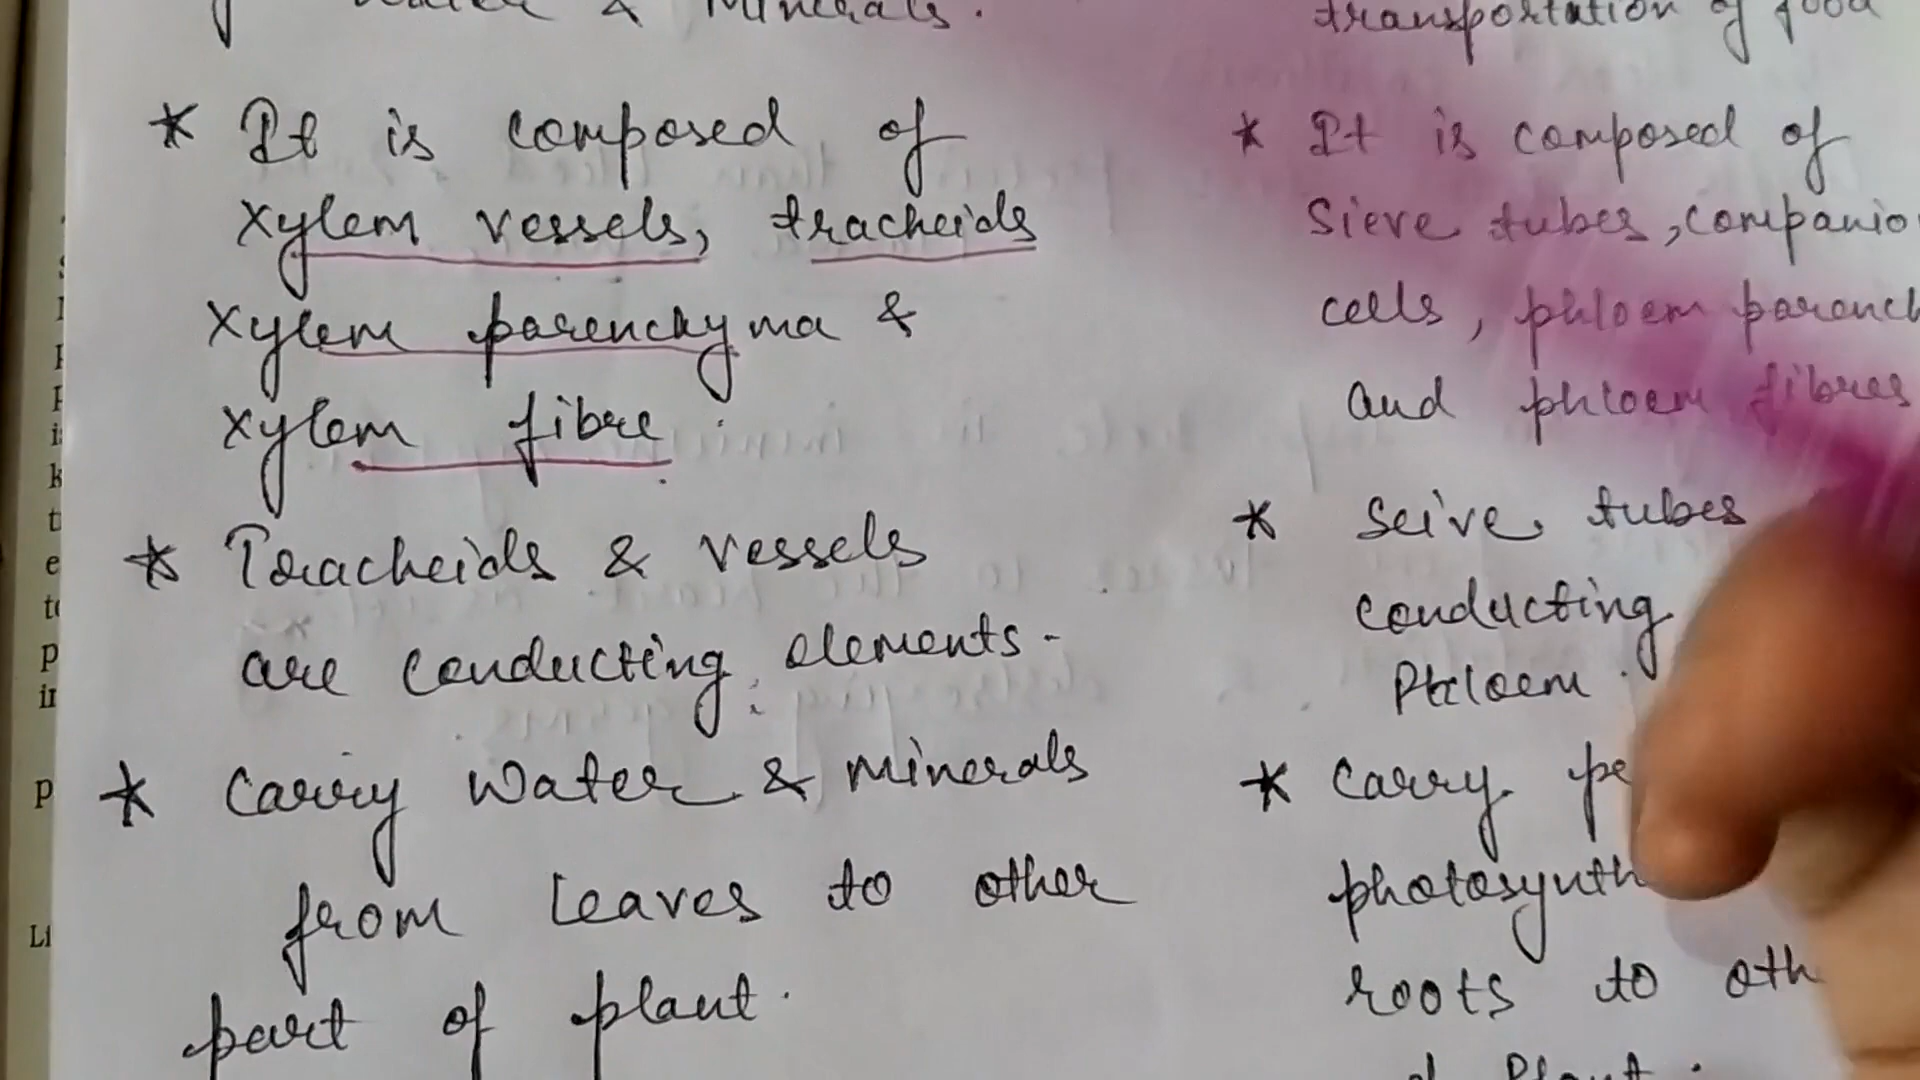 Water & Minerals.
* It is composed of
xylem vessels, tracheids
xylem parenchyma &
xylem fibre.
* Tracheids & vessels
are conducting elements-
* Carry water & minerals
from leaves to other
part of plant.
transportation of food
* It is composed of
Sieve tubes, companio
cells, phloem parench
and phloem fibres
* Seive tubes
conducting
Phloem.
* Carry
photosynth
roots to oth
Plant.